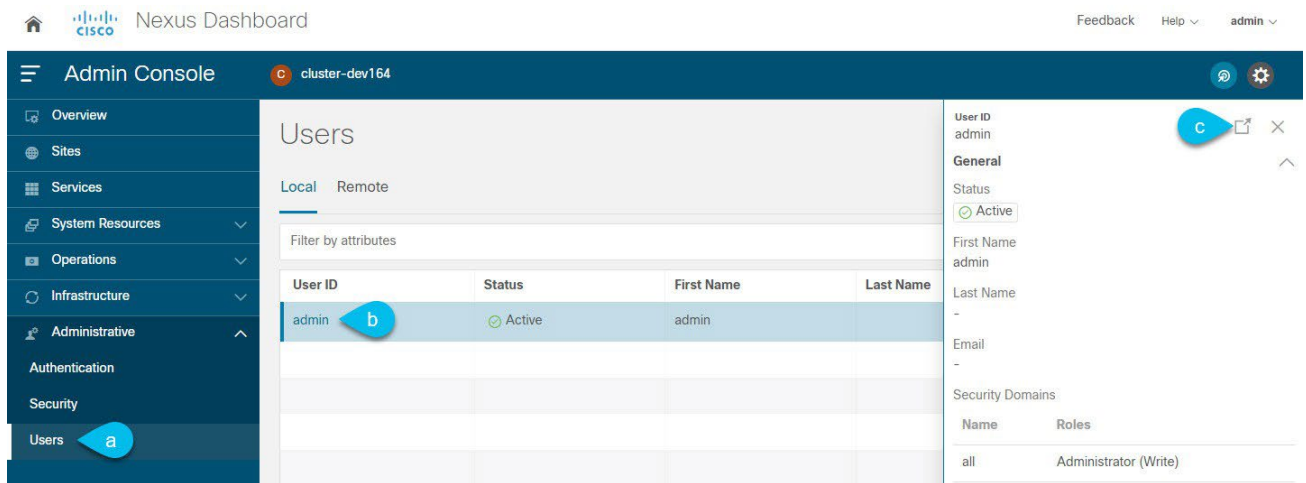 CISCO Nexus Dashboard
Feedback Help admin
Admin Console
C cluster-dev164
Overview
Sites
Services
System Resources
Operations
Infrastructure
Administrative
Authentication
Security
Users a
Users
Local Remote
Filter by attributes
User ID Status First Name Last Name
admin b Active admin
User ID
admin
c
General
Status
Active
First Name
admin
Last Name
-
Email
-
Security Domains
Name Roles
all Administrator (Write)